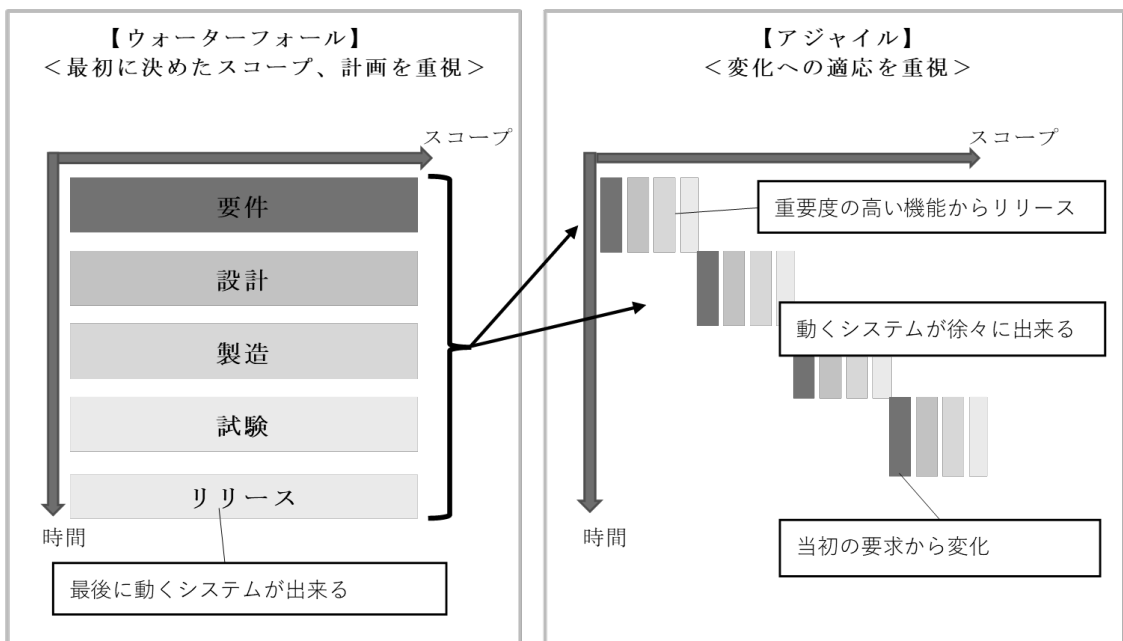 【ウォーターフォール】
＜最初に決めたスコープ、計画を重視＞
スコープ
要件
設計
製造
試験
リリース
時間
最後に動くシステムが出来る
【アジャイル】
＜変化への適応を重視＞
スコープ
重要度の高い機能からリリース
動くシステムが徐々に出来る
当初の要求から変化
時間